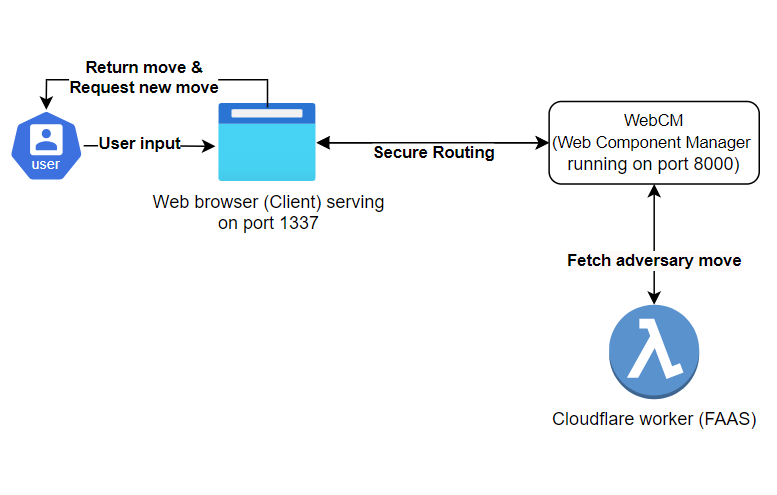 Return move &
Request new move
User input
user
Web browser (Client) serving
on port 1337
Secure Routing
WebCM
(Web Component Manager
running on port 8000)
Fetch adversary move
Cloudflare worker (FAAS)